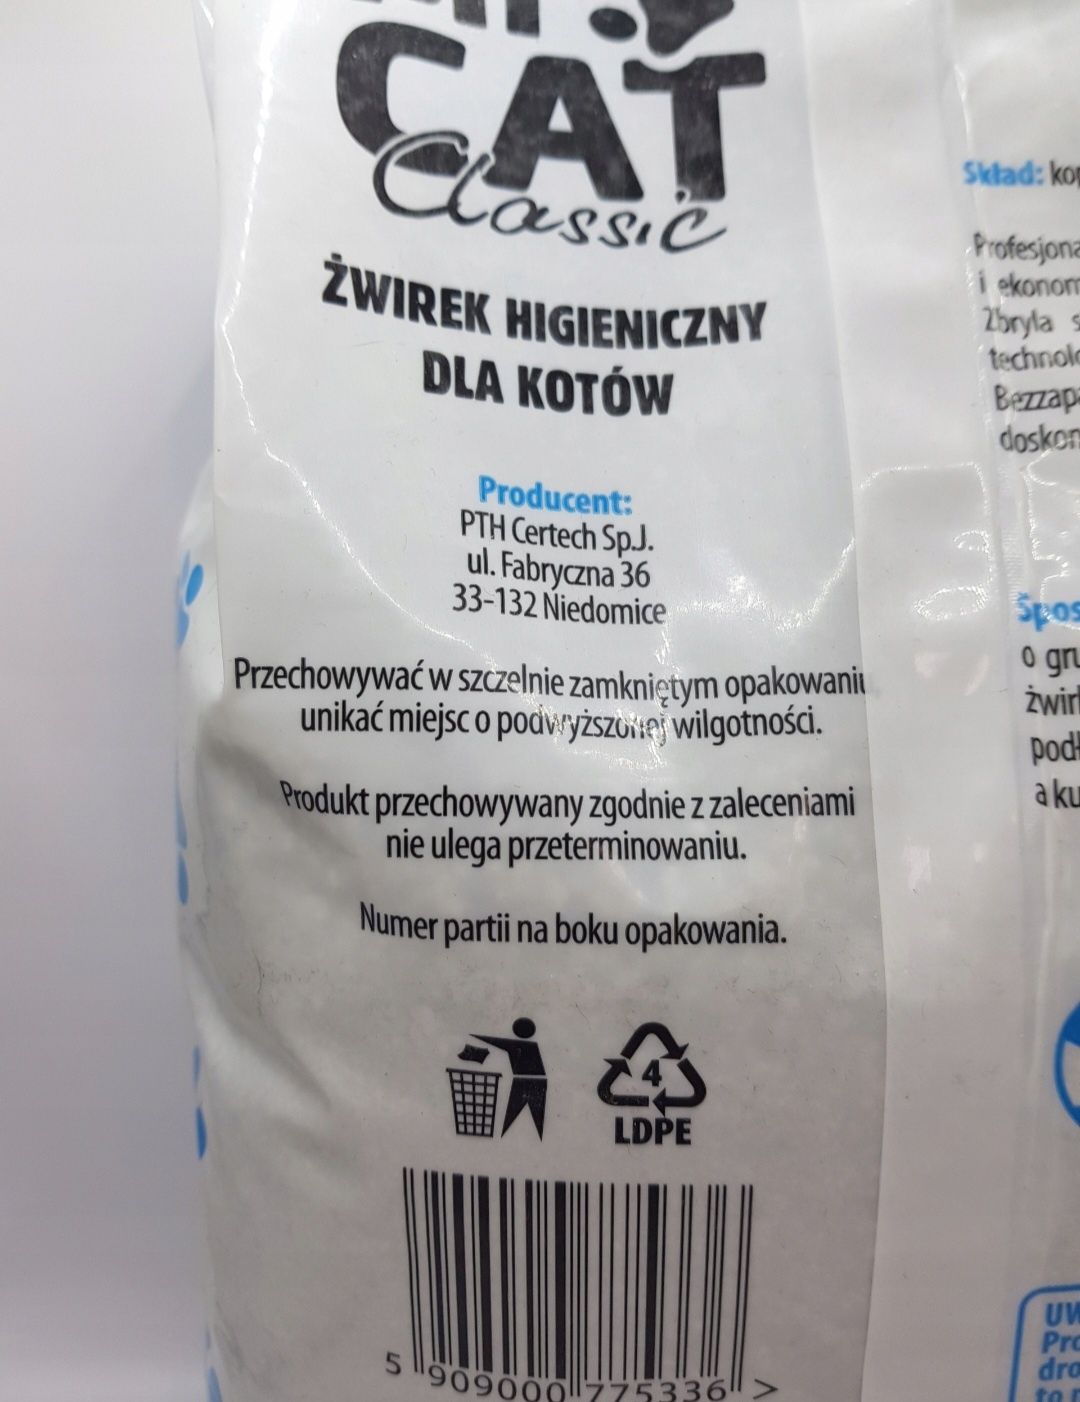 CAT
Classic
ŻWIREK HIGIENICZNY
DLA KOTÓW
Producent:
PTH Certech Sp.J.
ul. Fabryczna 36
33-132 Niedomice
Przechowywać w szczelnie zamkniętym opakowaniu
unikać miejsc o podwyższonej wilgotności.
Produkt przechowywany zgodnie z zaleceniami
nie ulega przeterminowaniu.
Numer partii na boku opakowania.
4
LDPE
5 909000 775336 >
Skład:
i
o
a